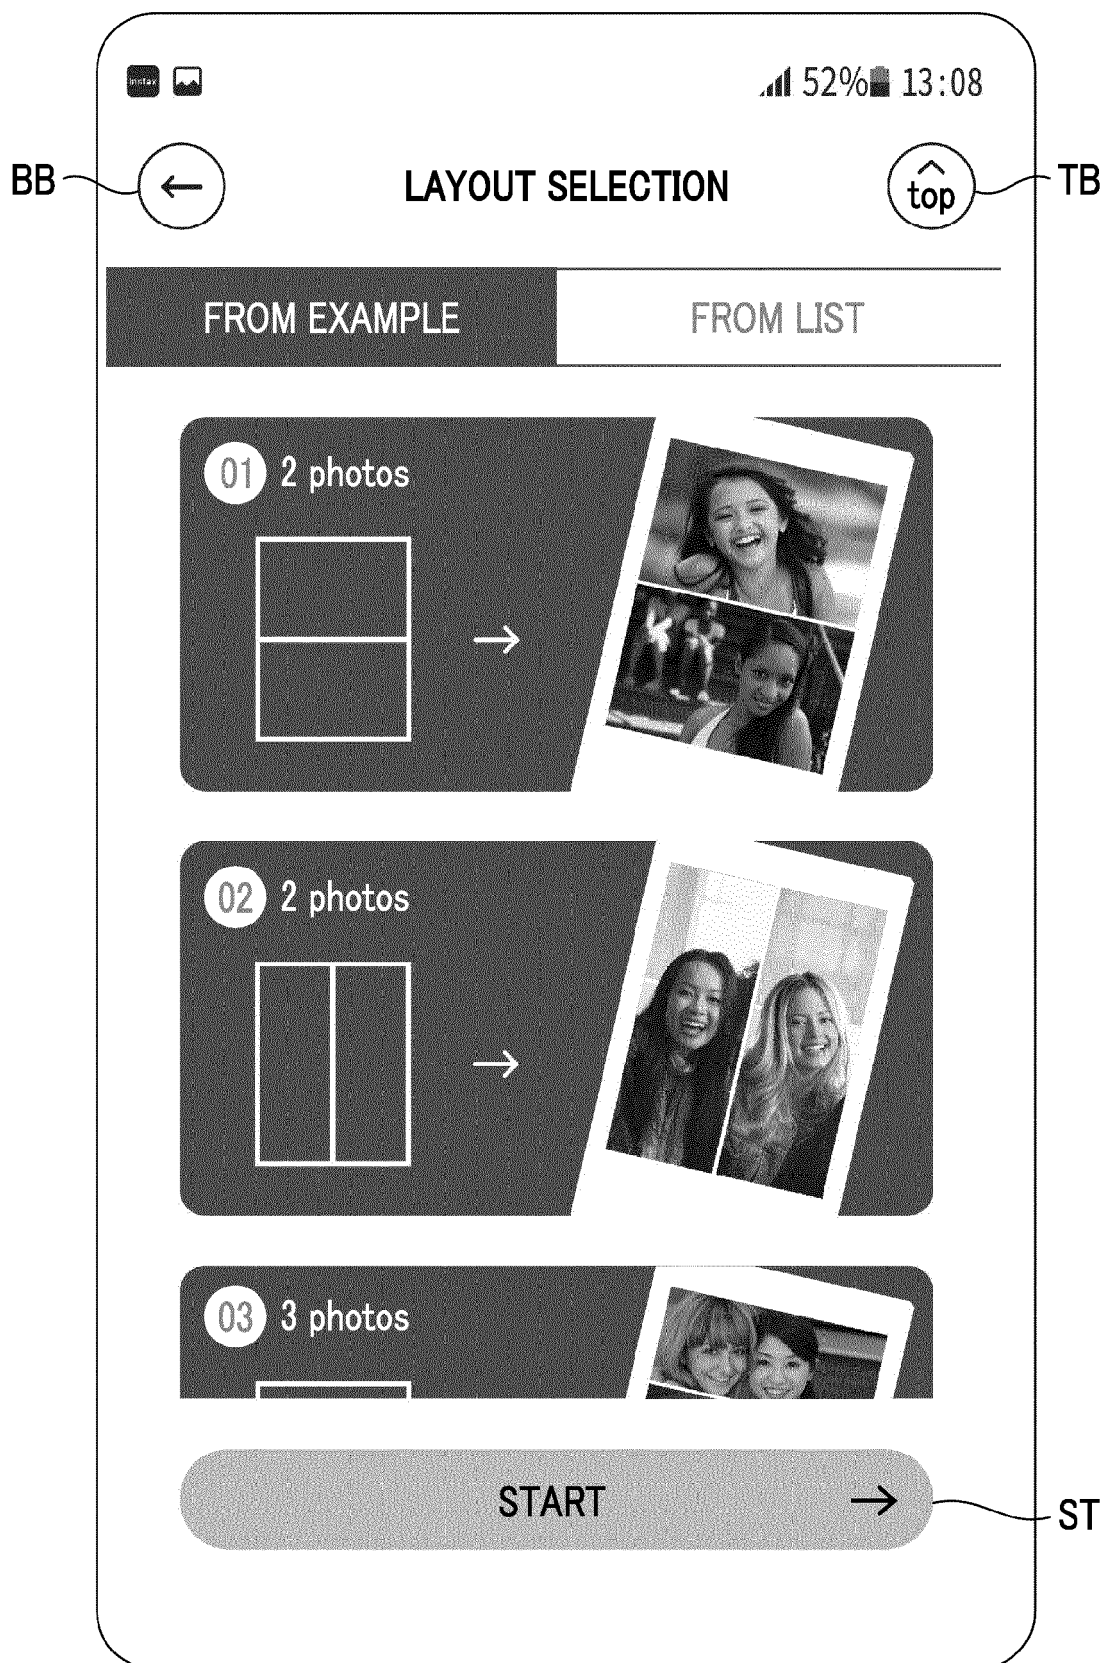 instax 52% 13:08
BB LAYOUT SELECTION top TB
FROM EXAMPLE FROM LIST
01 2 photos
02 2 photos
03 3 photos
START ST